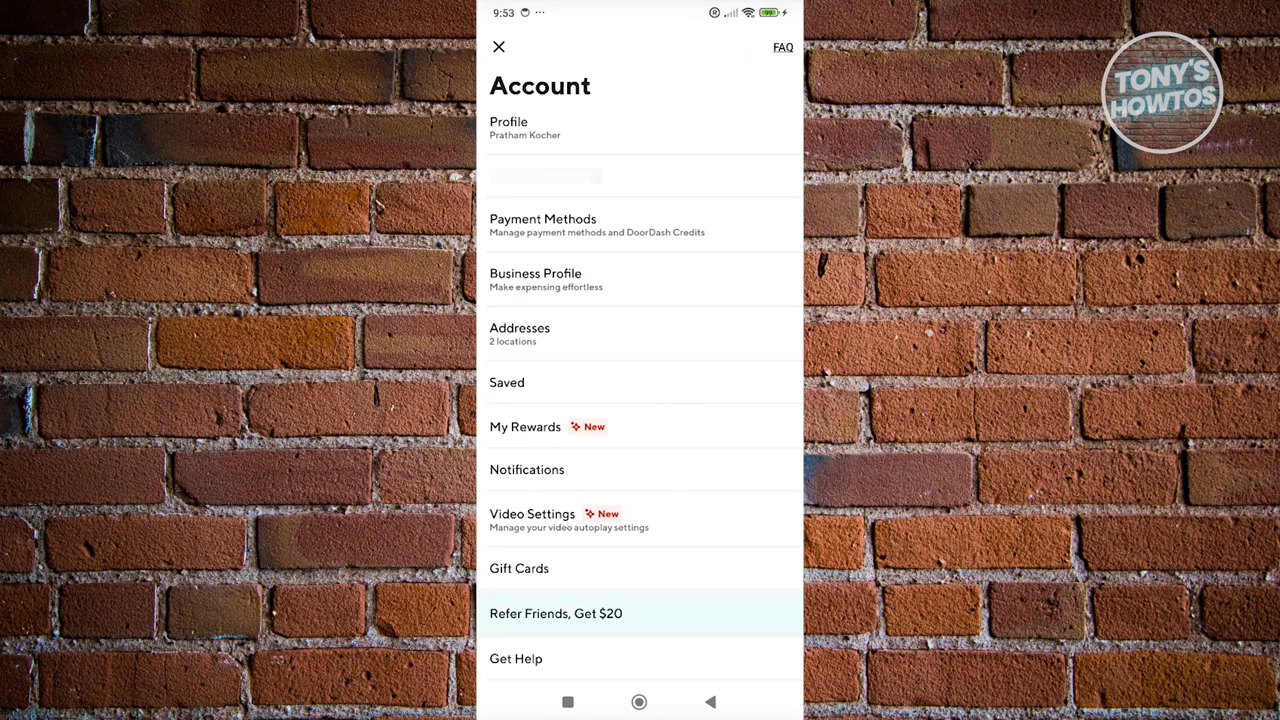 9:53
FAQ
Account
Profile
Pratham Kocher
Payment Methods
Manage payment methods and DoorDash Credits
Business Profile
Make expensing effortless
Addresses
2 locations
Saved
My Rewards New
Notifications
Video Settings New
Manage your video autoplay settings
Gift Cards
Refer Friends, Get $20
Get Help
TONY'S
HOWTOS